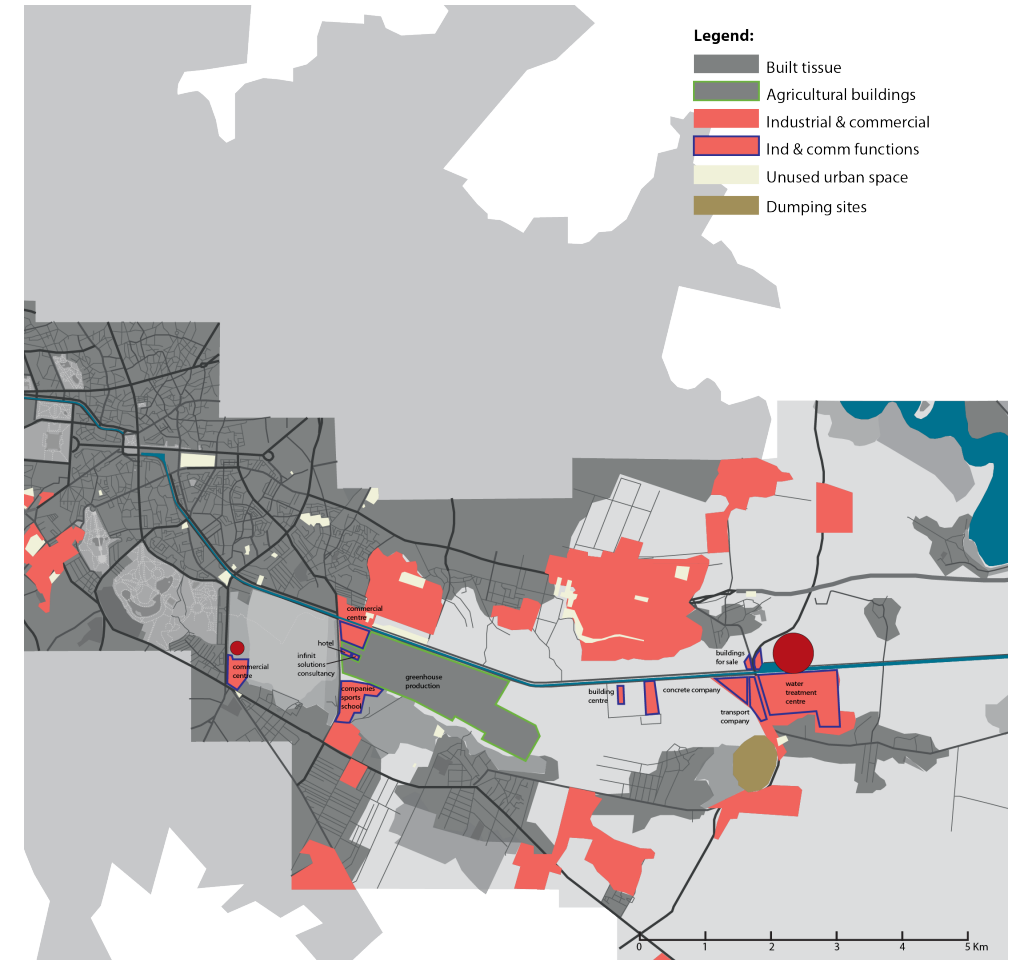 Legend:
Built tissue
Agricultural buildings
Industrial & commercial
Ind & comm functions
Unused urban space
Dumping sites
commercial
centre
hotel
infinit
solutions
consultancy
commercial
centre
companies
sports
school
greenhouse
production
buildings
for sale
building
centre
concrete company
transport
company
water
treatment
centre
0 1 2 3 4 5 Km